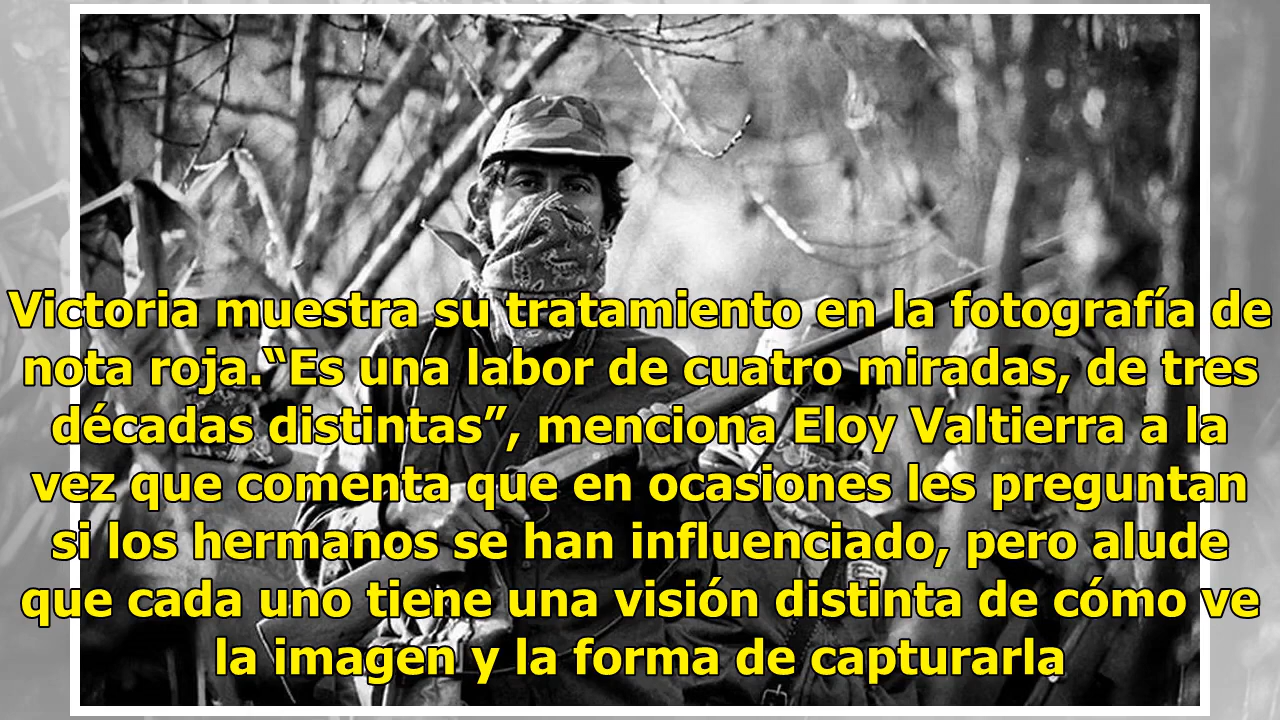 Victoria muestra su tratamiento en la fotografía de
nota roja.“Es una labor de cuatro miradas, de tres
décadas distintas”, menciona Eloy Valtierra a la
vez que comenta que en ocasiones les preguntan
si los hermanos se han influenciado, pero alude
que cada uno tiene una visión distinta de cómo ve
la imagen y la forma de capturarla